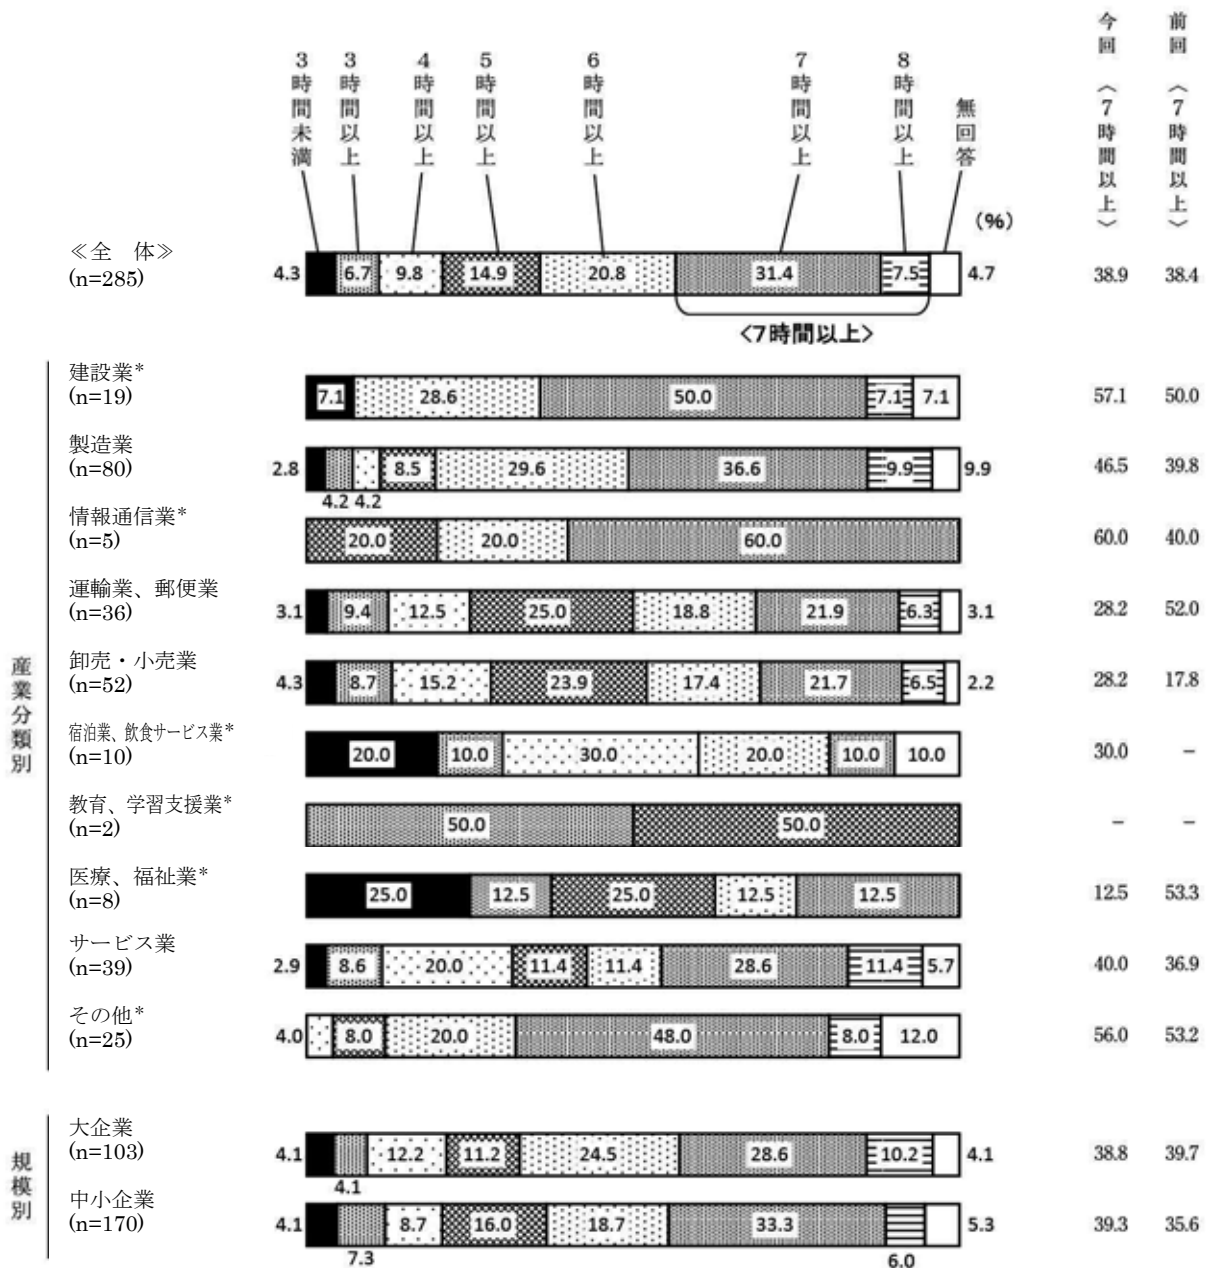 3時間未満
3時間以上
4時間以上
5時間以上
6時間以上
7時間以上
8時間以上
無回答
今回〈7時間以上〉
前回〈7時間以上〉
(%)
≪全　体≫
(n=285)
4.3 6.7 9.8 14.9 20.8 31.4 7.5 4.7 38.9 38.4
<7時間以上>
産業分類別
建設業*
(n=19)
7.1 28.6 50.0 7.1 7.1 57.1 50.0
製造業
(n=80)
2.8 8.5 29.6 36.6 9.9 9.9 46.5 39.8
4.2 4.2
情報通信業*
(n=5)
20.0 20.0 60.0 60.0 40.0
運輸業、郵便業
(n=36)
3.1 9.4 12.5 25.0 18.8 21.9 6.3 3.1 28.2 52.0
卸売・小売業
(n=52)
4.3 8.7 15.2 23.9 17.4 21.7 6.5 2.2 28.2 17.8
宿泊業、飲食サービス業*
(n=10)
20.0 10.0 30.0 20.0 10.0 10.0 30.0 –
教育、学習支援業*
(n=2)
50.0 50.0 – –
医療、福祉業*
(n=8)
25.0 12.5 25.0 12.5 12.5 12.5 53.3
サービス業
(n=39)
2.9 8.6 20.0 11.4 11.4 28.6 11.4 5.7 40.0 36.9
その他*
(n=25)
4.0 8.0 20.0 48.0 8.0 12.0 56.0 53.2
規模別
大企業
(n=103)
4.1 12.2 11.2 24.5 28.6 10.2 4.1 38.8 39.7
4.1
中小企業
(n=170)
4.1 8.7 16.0 18.7 33.3 5.3 39.3 35.6
7.3 6.0